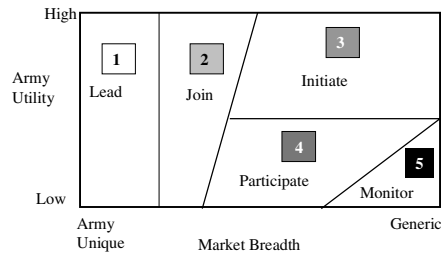 High
1
2
3
Army
Utility
Lead
Join
Initiate
4
5
Participate
Monitor
Low
Army
Unique
Market Breadth
Generic